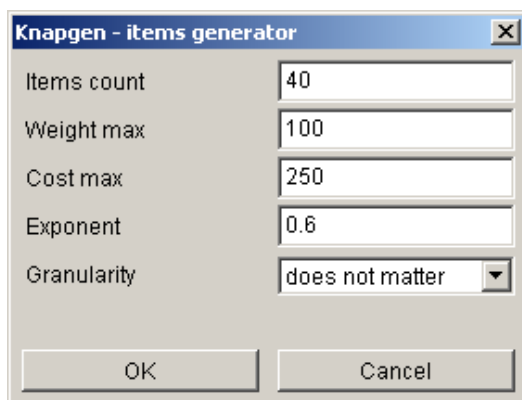 Knapgen - items generator
Items count 40
Weight max 100
Cost max 250
Exponent 0.6
Granularity does not matter
OK Cancel